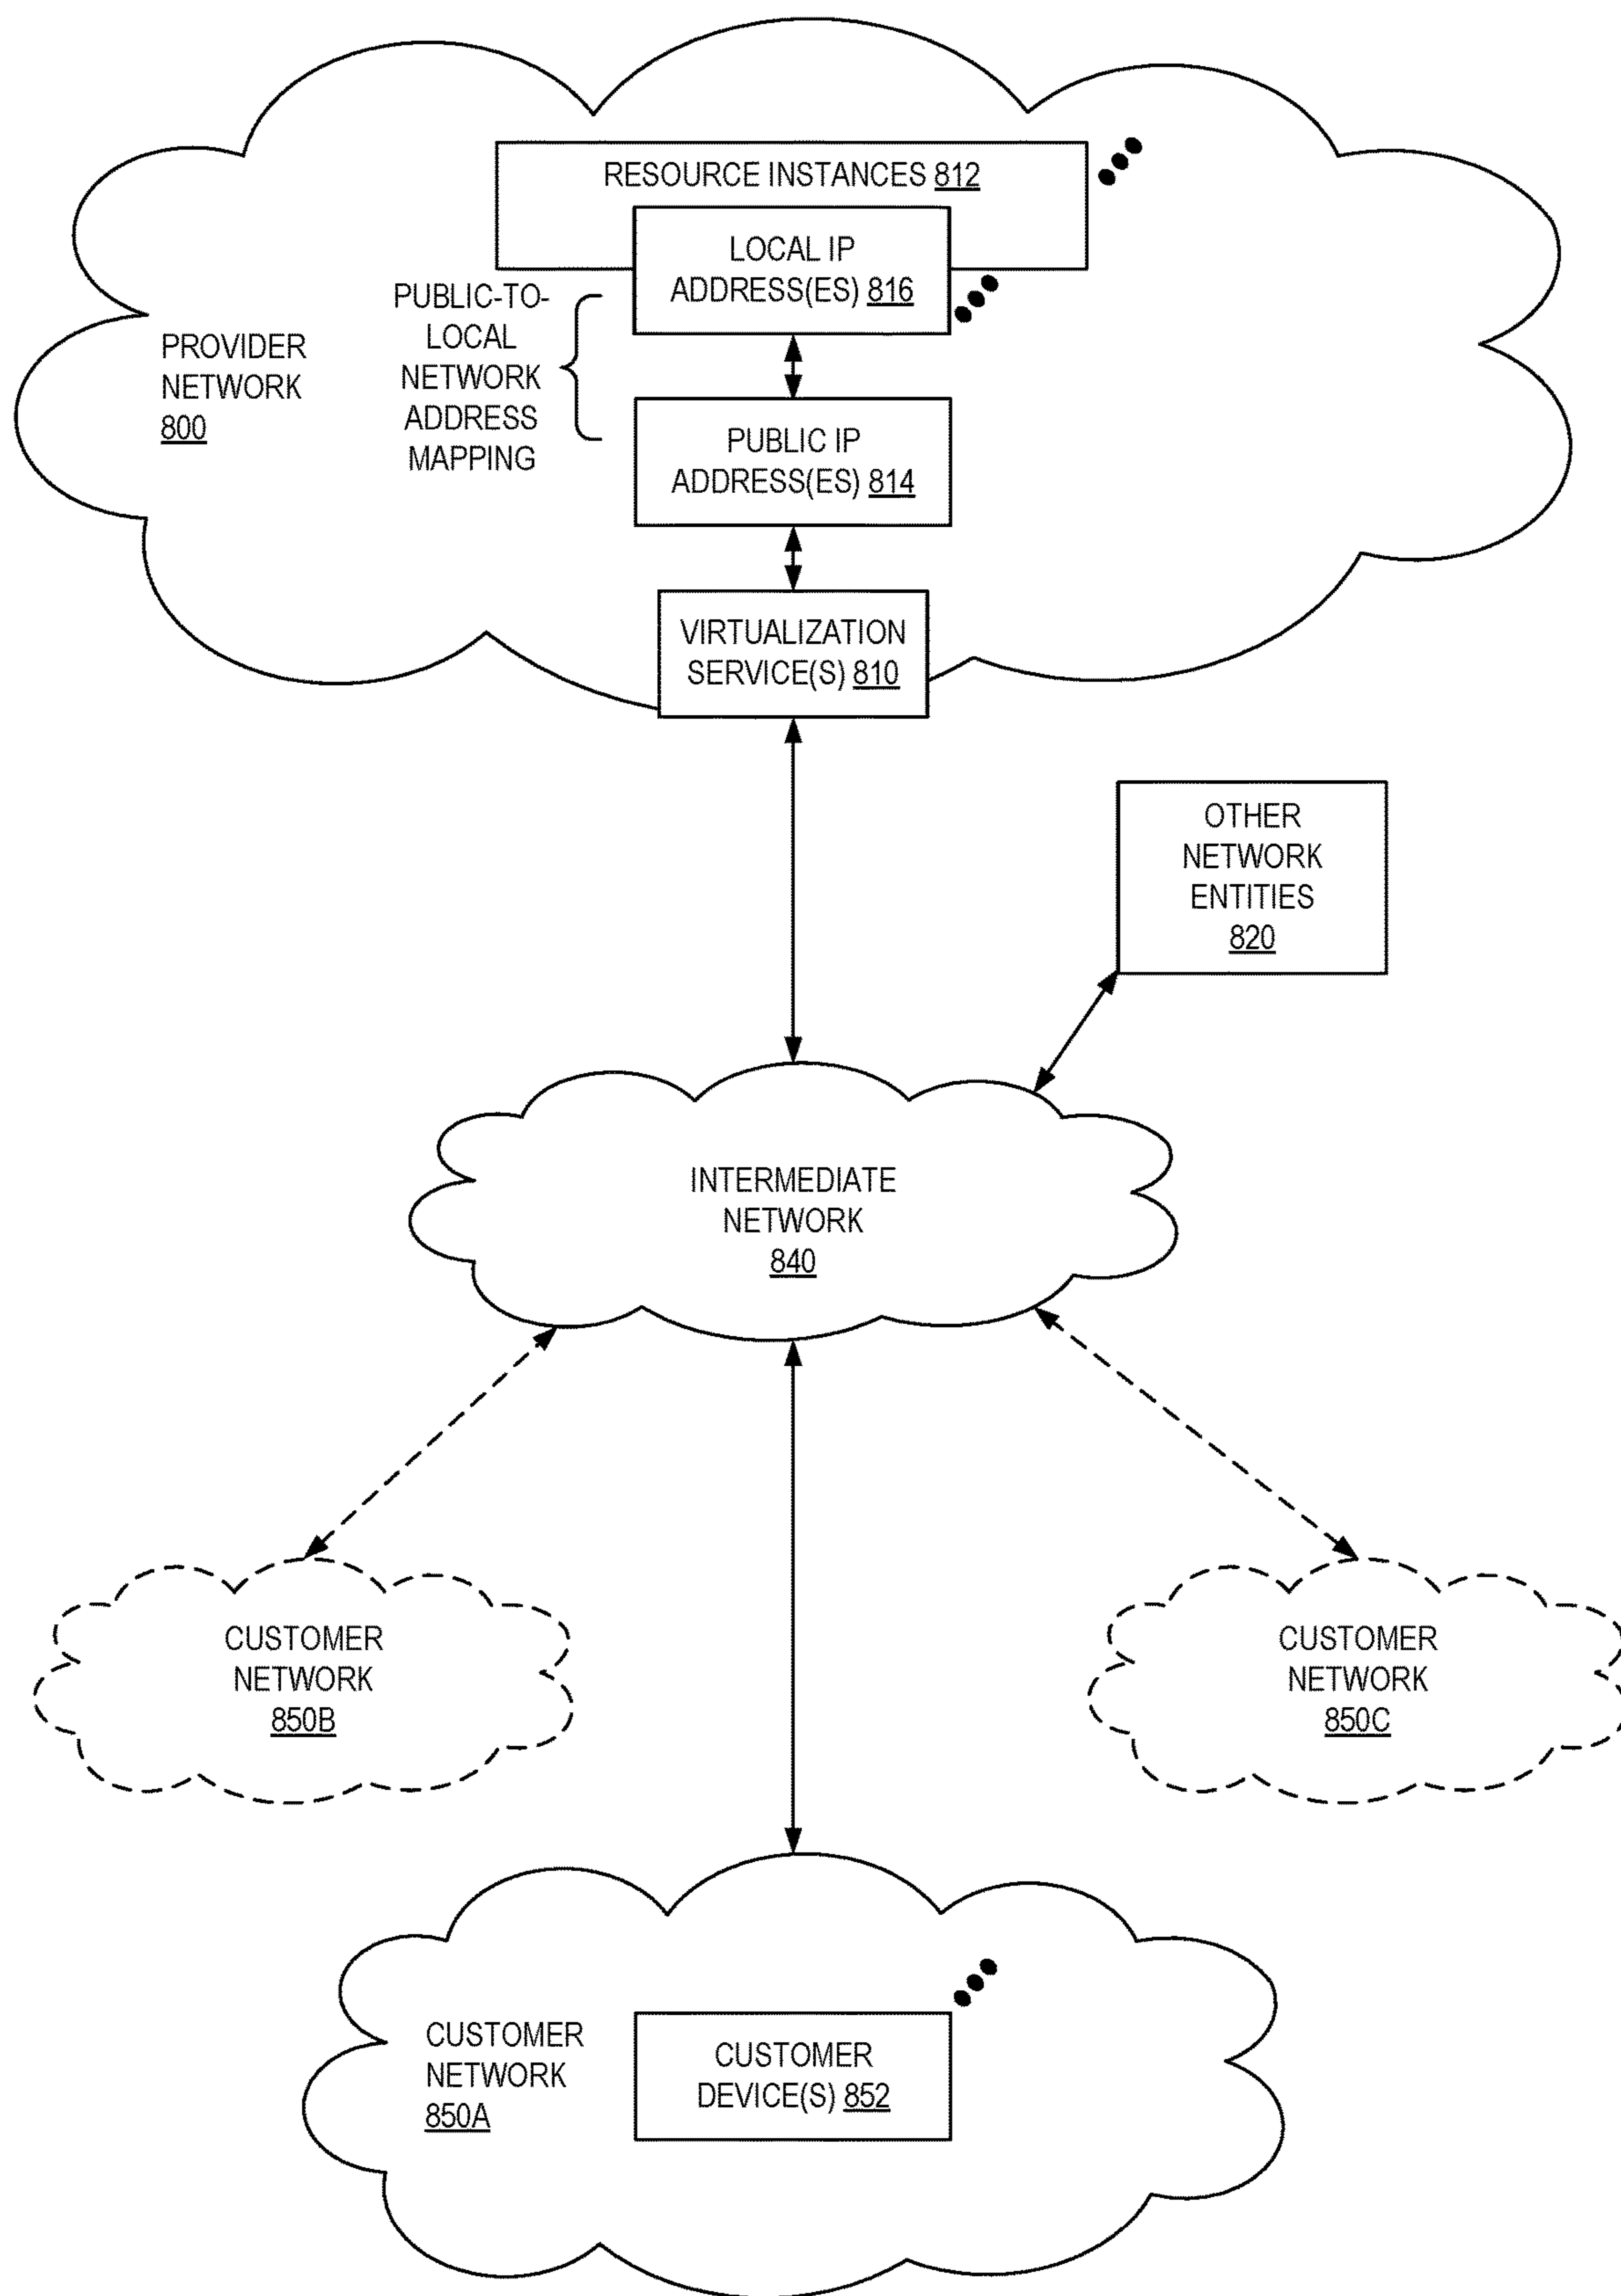 RESOURCE INSTANCES 812
LOCAL IP
ADDRESS(ES) 816
PUBLIC-TO-
LOCAL
NETWORK
ADDRESS
MAPPING
PROVIDER
NETWORK
800
PUBLIC IP
ADDRESS(ES) 814
VIRTUALIZATION
SERVICE(S) 810
OTHER
NETWORK
ENTITIES
820
INTERMEDIATE
NETWORK
840
CUSTOMER
NETWORK
850B
CUSTOMER
NETWORK
850C
CUSTOMER
NETWORK
850A
CUSTOMER
DEVICE(S) 852